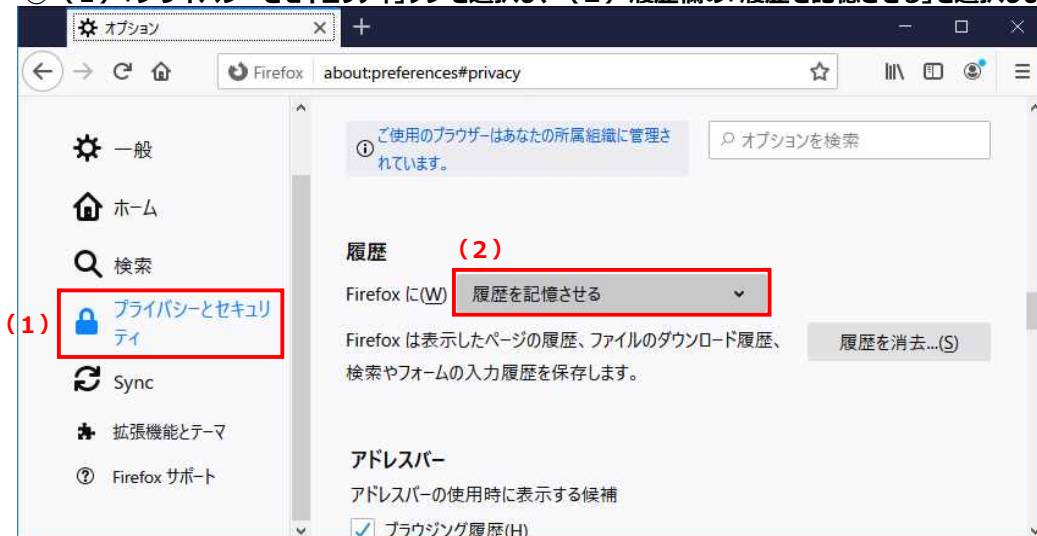 オプション
Firefox about:preferences#privacy
ご使用のブラウザーはあなたの所属組織に管理さ
れています。
オプションを検索
一般
ホーム
検索
(1)
プライバシーとセキュリ
ティ
Sync
拡張機能とテーマ
Firefox サポート
履歴 (2)
Firefox に(W) 履歴を記憶させる
Firefox は表示したページの履歴、ファイルのダウンロード履歴、
検索やフォームの入力履歴を保存します。
履歴を消去...(S)
アドレスバー
アドレスバーの使用時に表示する候補
ブラウジング履歴(H)